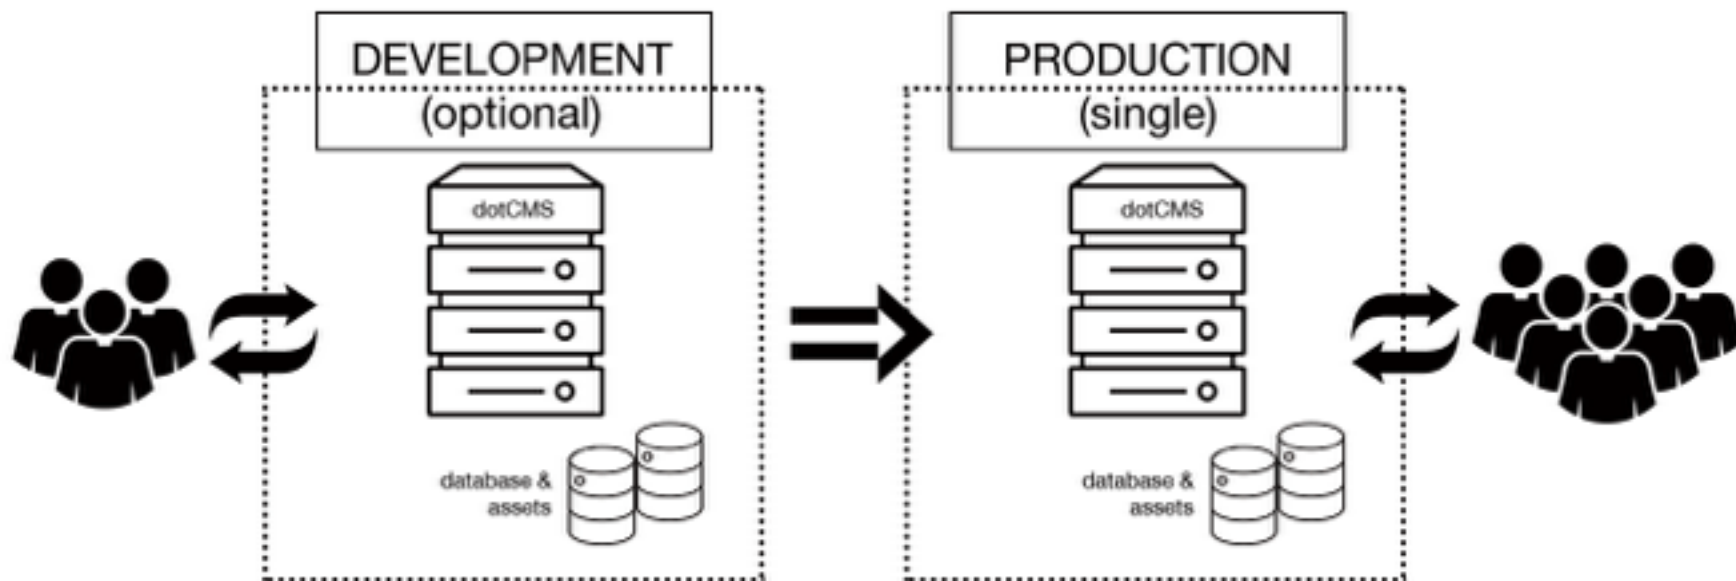 DEVELOPMENT
(optional)
dotCMS
database &
assets
PRODUCTION
(single)
dotCMS
database &
assets